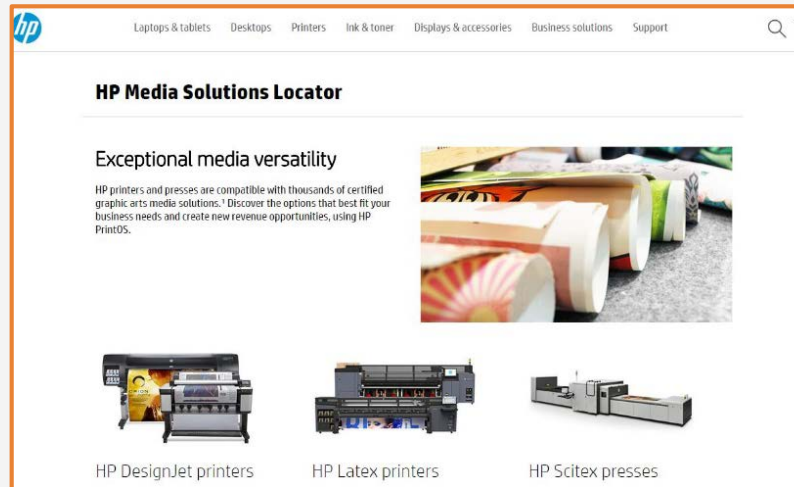 hp
Laptops & tablets Desktops Printers Ink & toner Displays & accessories Business solutions Support
HP Media Solutions Locator
Exceptional media versatility
HP printers and presses are compatible with thousands of certified
graphic arts media solutions.¹ Discover the options that best fit your
business needs and create new revenue opportunities, using HP
PrintOS.
HP DesignJet printers HP Latex printers HP Scitex presses